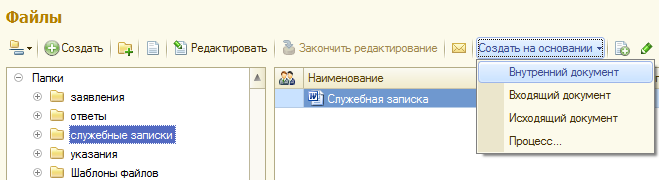 Файлы
Создать Редактировать Закончить редактирование Создать на основании
Папки
заявления
ответы
служебные записки
указания
Шаблоны файлов
Наименование
Служебная записка
Внутренний документ
Входящий документ
Исходящий документ
Процесс...